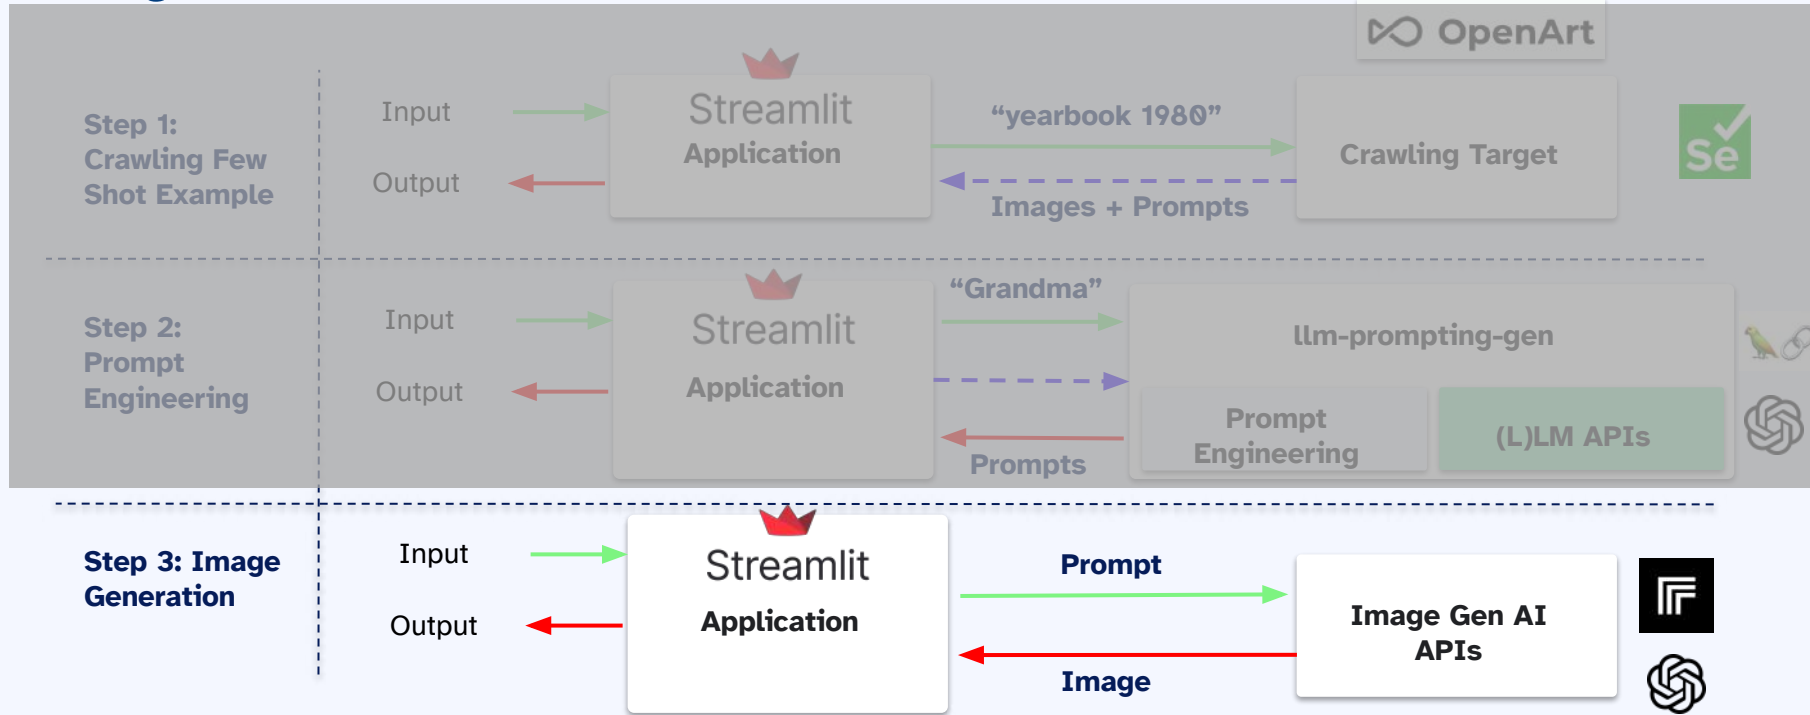 OpenArt
Step 1:
Crawling Few
Shot Example
Input
Output
Streamlit
Application
“yearbook 1980”
Images + Prompts
Crawling Target
Se
Step 2:
Prompt
Engineering
Input
Output
Streamlit
Application
“Grandma”
Prompts
llm-prompting-gen
Prompt
Engineering
(L)LM APIs
Step 3: Image
Generation
Input
Output
Streamlit
Application
Prompt
Image
Image Gen AI
APIs